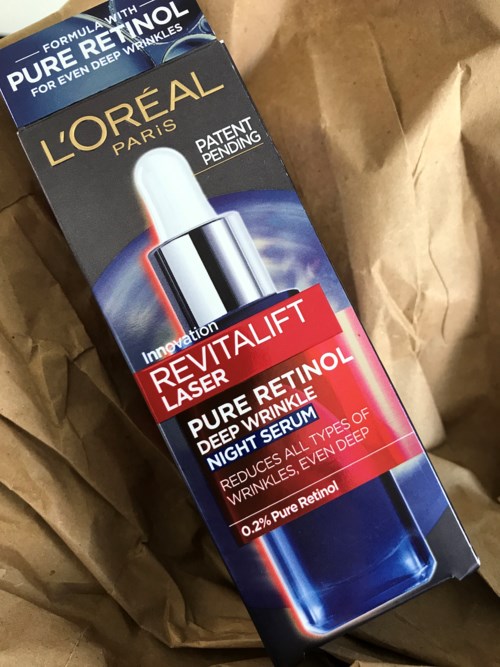 FORMULA WITH
PURE RETINOL
FOR EVEN DEEP WRINKLES
L'ORÉAL
PARiS
PATENT
PENDING
Innovation
REVITALIFT
LASER
PURE RETINOL
DEEP WRINKLE
NIGHT SERUM
REDUCES ALL TYPES OF
WRINKLES, EVEN DEEP
0.2% Pure Retinol